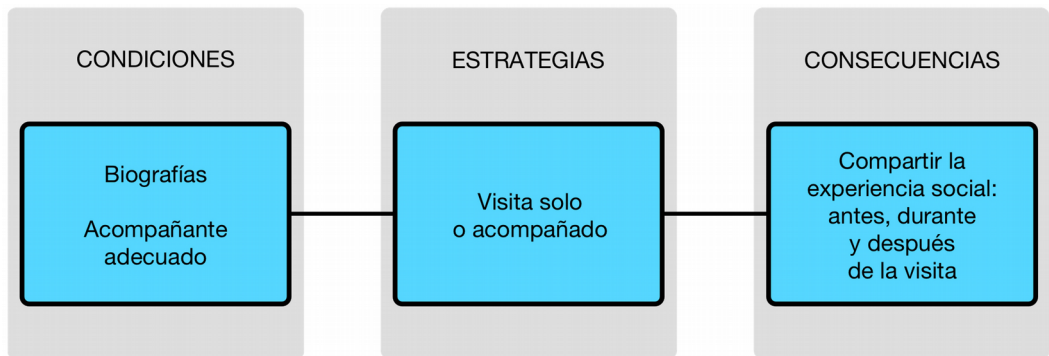 CONDICIONES
Biografías
Acompañante
adecuado
ESTRATEGIAS
Visita solo
o acompañado
CONSECUENCIAS
Compartir la
experiencia social:
antes, durante
y después
de la visita